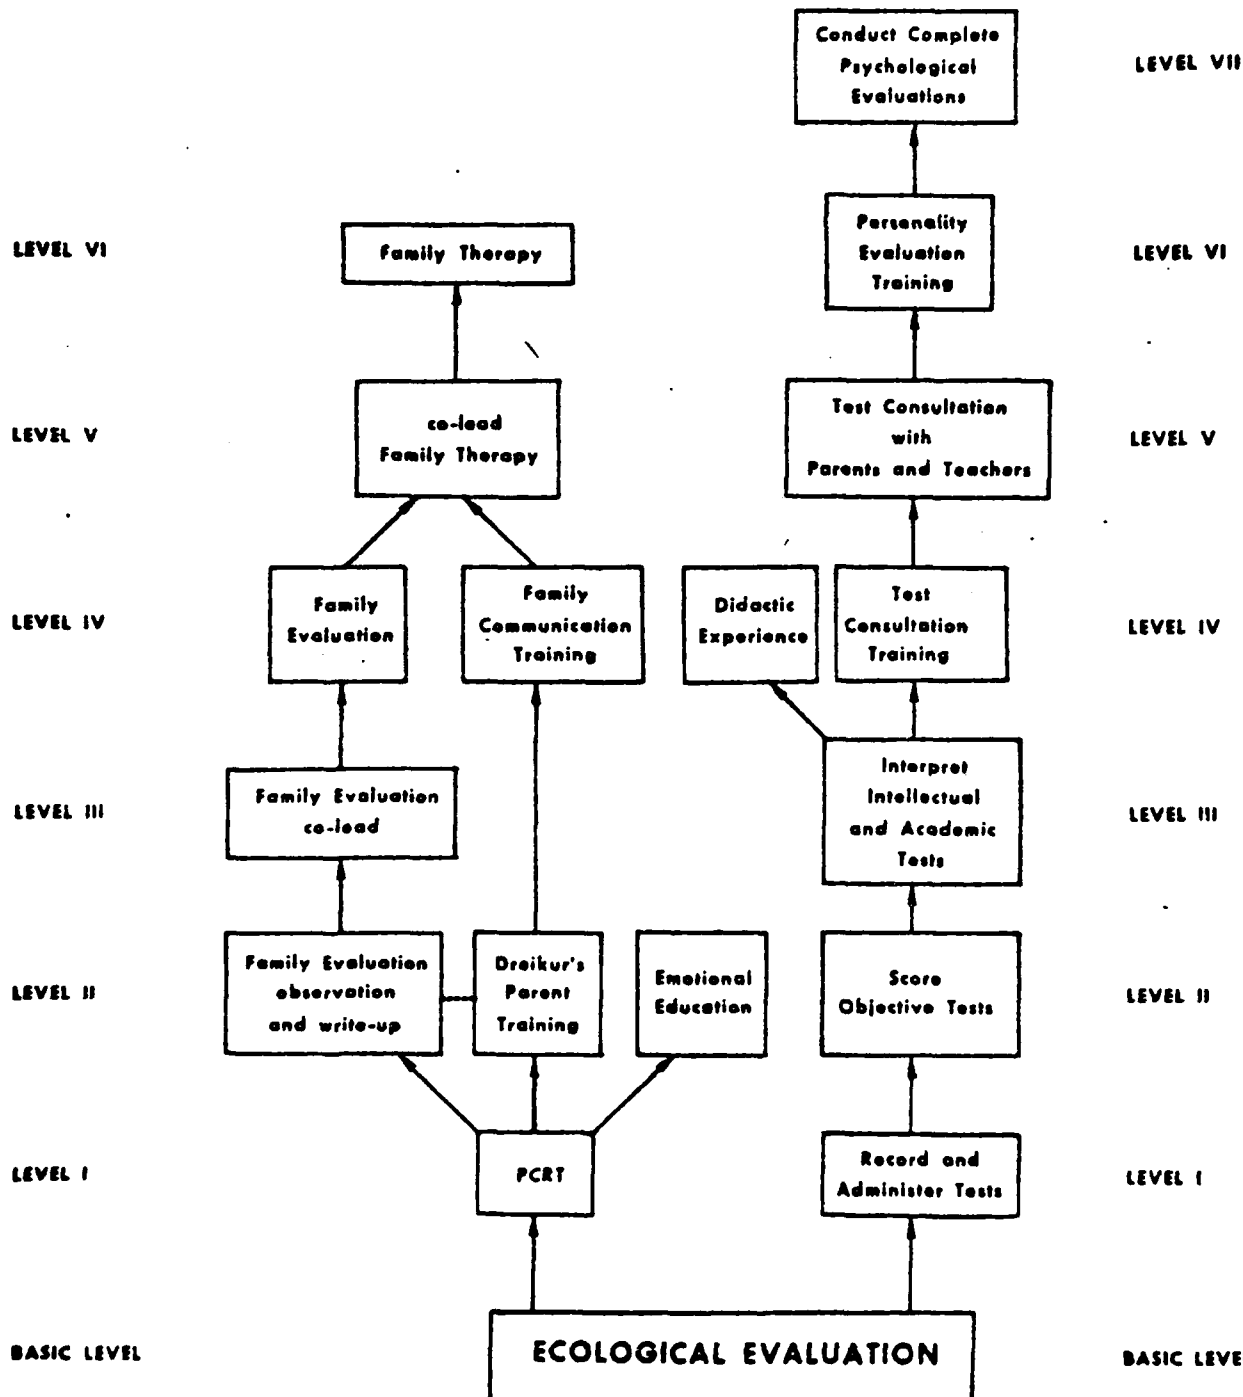 Conduct Complete
Psychological
Evaluations
LEVEL VII
LEVEL VI
Family Therapy
Personality
Evaluation
Training
LEVEL VI
LEVEL V
co-lead
Family Therapy
Test Consultation
with
Parents and Teachers
LEVEL V
LEVEL IV
Family
Evaluation
Family
Communication
Training
Didactic
Experience
Test
Consultation
Training
LEVEL IV
LEVEL III
Family Evaluation
co-lead
Interpret
Intellectual
and Academic
Tests
LEVEL III
LEVEL II
Family Evaluation
observation
and write-up
Dreikur's
Parent
Training
Emotional
Education
Score
Objective Tests
LEVEL II
LEVEL I
PCRT
Record and
Administer Tests
LEVEL I
BASIC LEVEL
ECOLOGICAL EVALUATION
BASIC LEVE